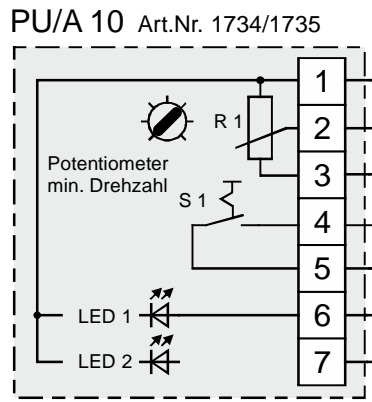 PU/A 10 Art.Nr. 1734/1735
1
R 1
2
Potentiometer
min. Drehzahl
3
S 1
4
5
LED 1
6
LED 2
7